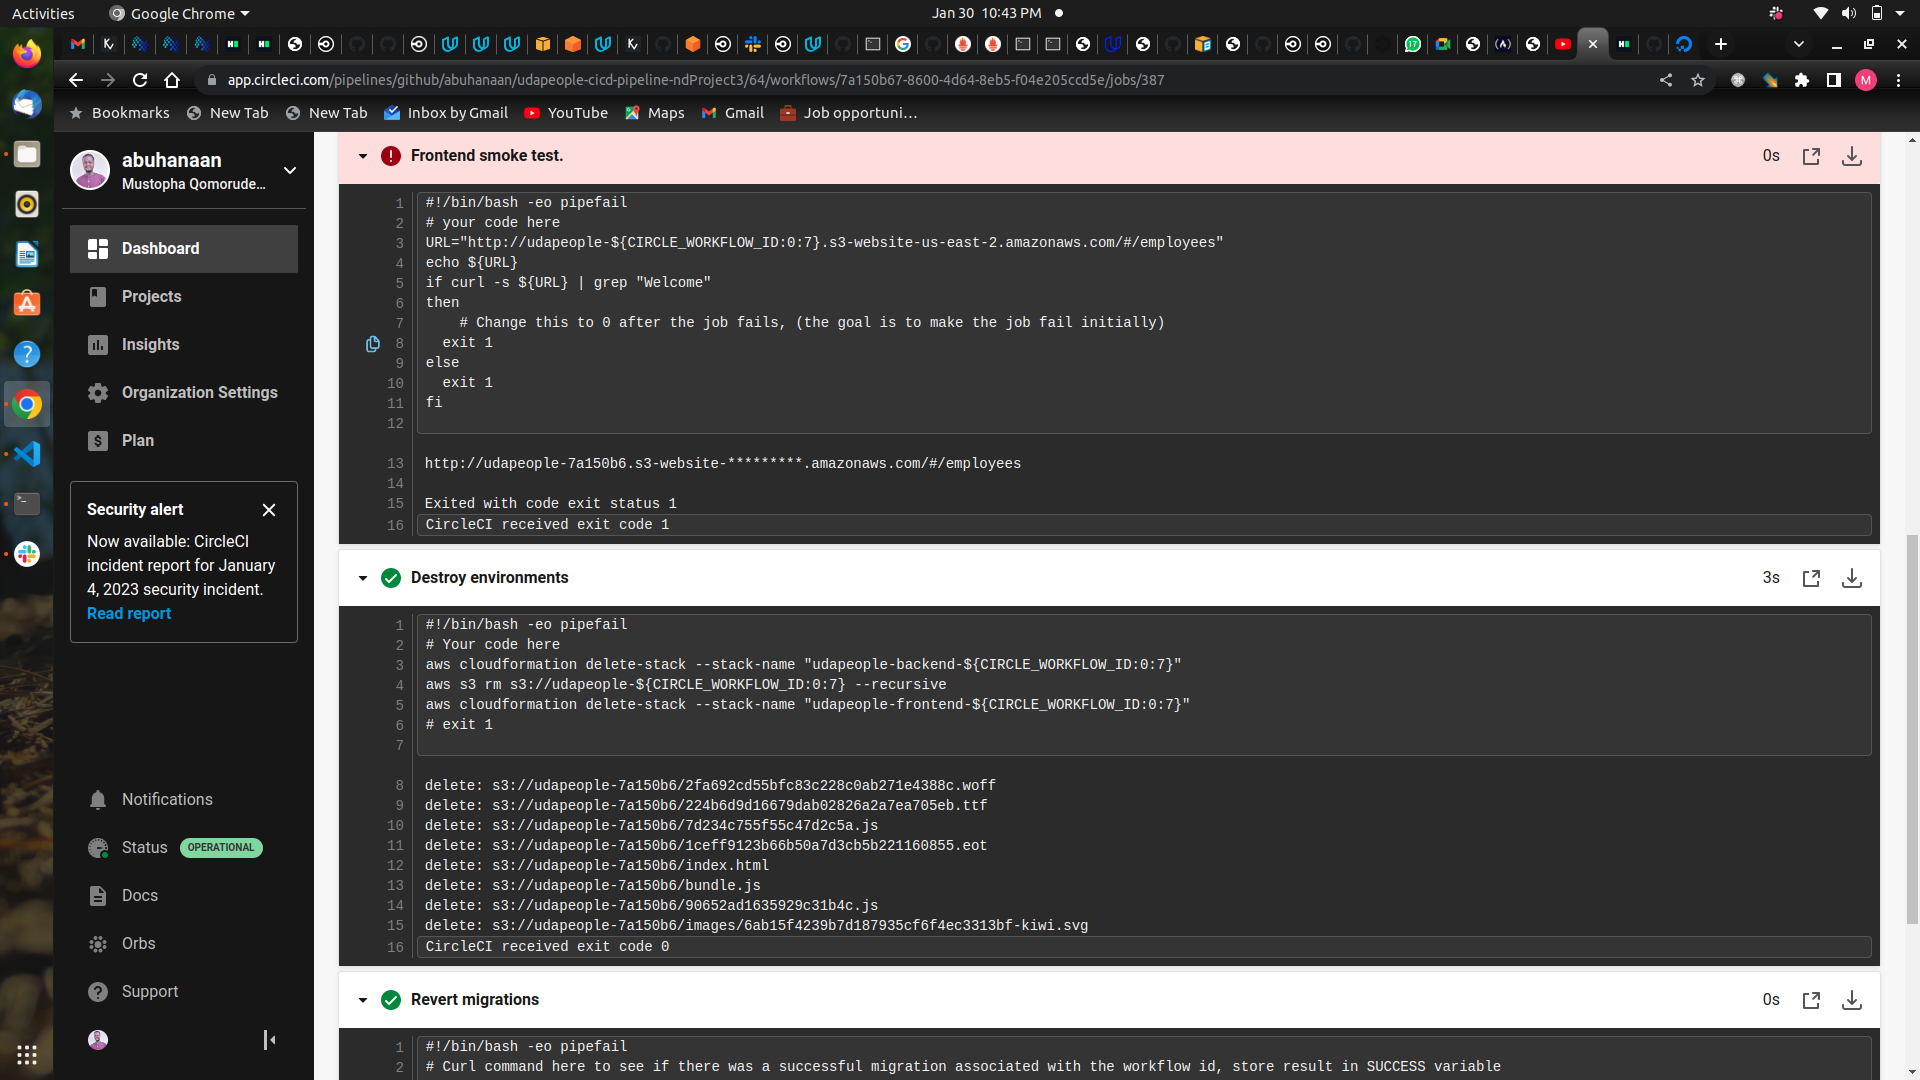 Activities
Google Chrome
Jan 30 10:43 PM
app.circleci.com/pipelines/github/abuhanaan/udapeople-cicd-pipeline-ndProject3/64/workflows/7a150b67-8600-4d64-8eb5-f04e205ccd5e/jobs/387
M
Bookmarks
New Tab
New Tab
Inbox by Gmail
YouTube
Maps
Gmail
Job opportuni…
abuhanaan
Mustopha Qomorude...
Dashboard
Projects
Insights
Organization Settings
Plan
Security alert
Now available: CircleCI
incident report for January
4, 2023 security incident.
Read report
Notifications
Status OPERATIONAL
Docs
Orbs
Support
Frontend smoke test.
0s
1 #!/bin/bash -eo pipefail
2 # your code here
3 URL="http://udapeople-${CIRCLE_WORKFLOW_ID:0:7}.s3-website-us-east-2.amazonaws.com/#/employees"
4 echo ${URL}
5 if curl -s ${URL} | grep "Welcome"
6 then
7 # Change this to 0 after the job fails, (the goal is to make the job fail initially)
8 exit 1
9 else
10 exit 1
11 fi
12
13 http://udapeople-7a150b6.s3-website-*********.amazonaws.com/#/employees
14
15 Exited with code exit status 1
16 CircleCI received exit code 1
Destroy environments
3s
1 #!/bin/bash -eo pipefail
2 # Your code here
3 aws cloudformation delete-stack --stack-name "udapeople-backend-${CIRCLE_WORKFLOW_ID:0:7}"
4 aws s3 rm s3://udapeople-${CIRCLE_WORKFLOW_ID:0:7} --recursive
5 aws cloudformation delete-stack --stack-name "udapeople-frontend-${CIRCLE_WORKFLOW_ID:0:7}"
6 # exit 1
7
8 delete: s3://udapeople-7a150b6/2fa692cd55bfc83c228c0ab271e4388c.woff
9 delete: s3://udapeople-7a150b6/224b6d9d16679dab02826a2a7ea705eb.ttf
10 delete: s3://udapeople-7a150b6/7d234c755f55c47d2c5a.js
11 delete: s3://udapeople-7a150b6/1ceff9123b66b50a7d3cb5b221160855.eot
12 delete: s3://udapeople-7a150b6/index.html
13 delete: s3://udapeople-7a150b6/bundle.js
14 delete: s3://udapeople-7a150b6/90652ad1635929c31b4c.js
15 delete: s3://udapeople-7a150b6/images/6ab15f4239b7d187935cf6f4ec3313bf-kiwi.svg
16 CircleCI received exit code 0
Revert migrations
0s
1 #!/bin/bash -eo pipefail
2 # Curl command here to see if there was a successful migration associated with the workflow id, store result in SUCCESS variable